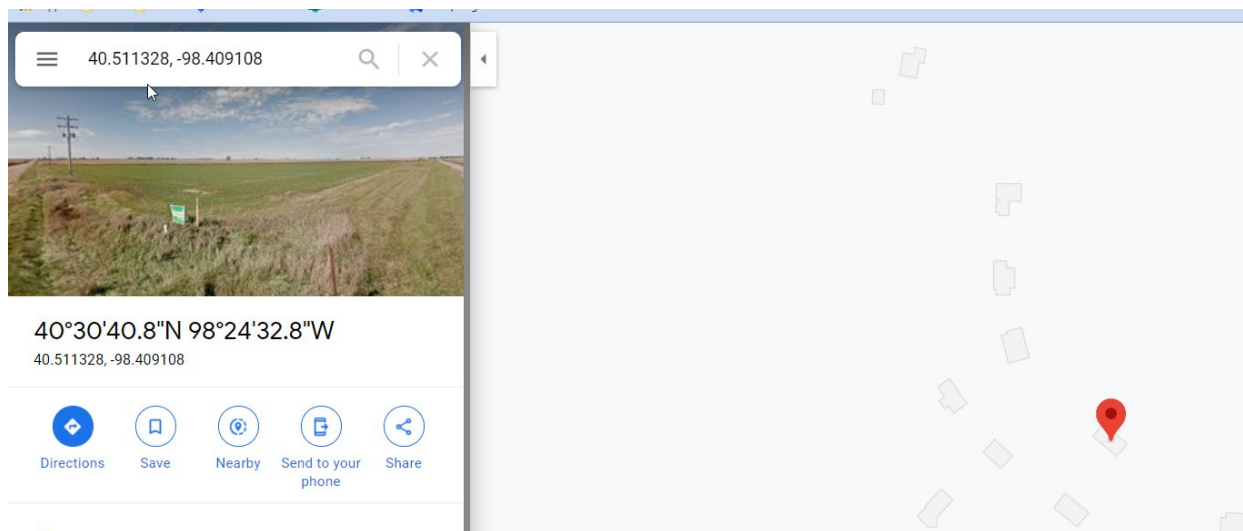 40.511328, -98.409108
40°30'40.8"N 98°24'32.8"W
40.511328, -98.409108
Directions
Save
Nearby
Send to your
phone
Share